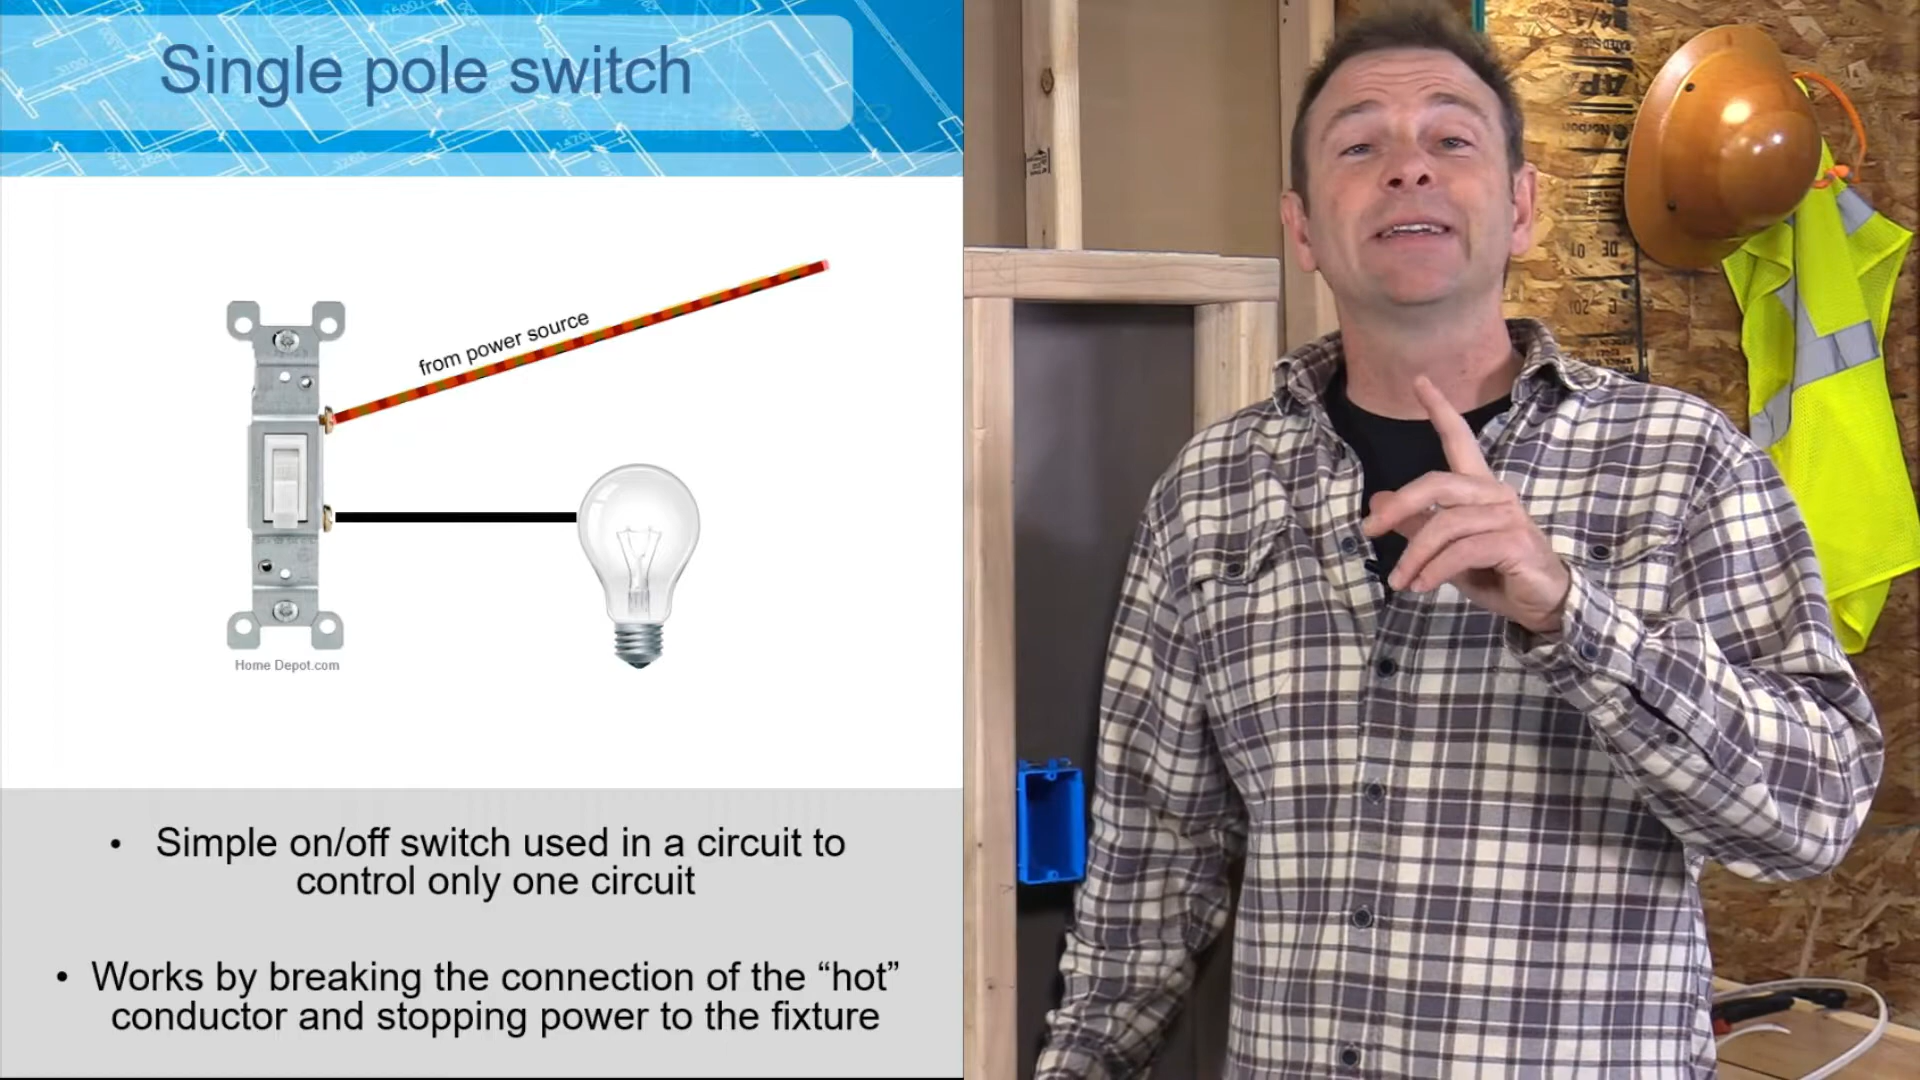 Single pole switch
from power source
Home Depot.com
• Simple on/off switch used in a circuit to
control only one circuit
• Works by breaking the connection of the “hot”
conductor and stopping power to the fixture